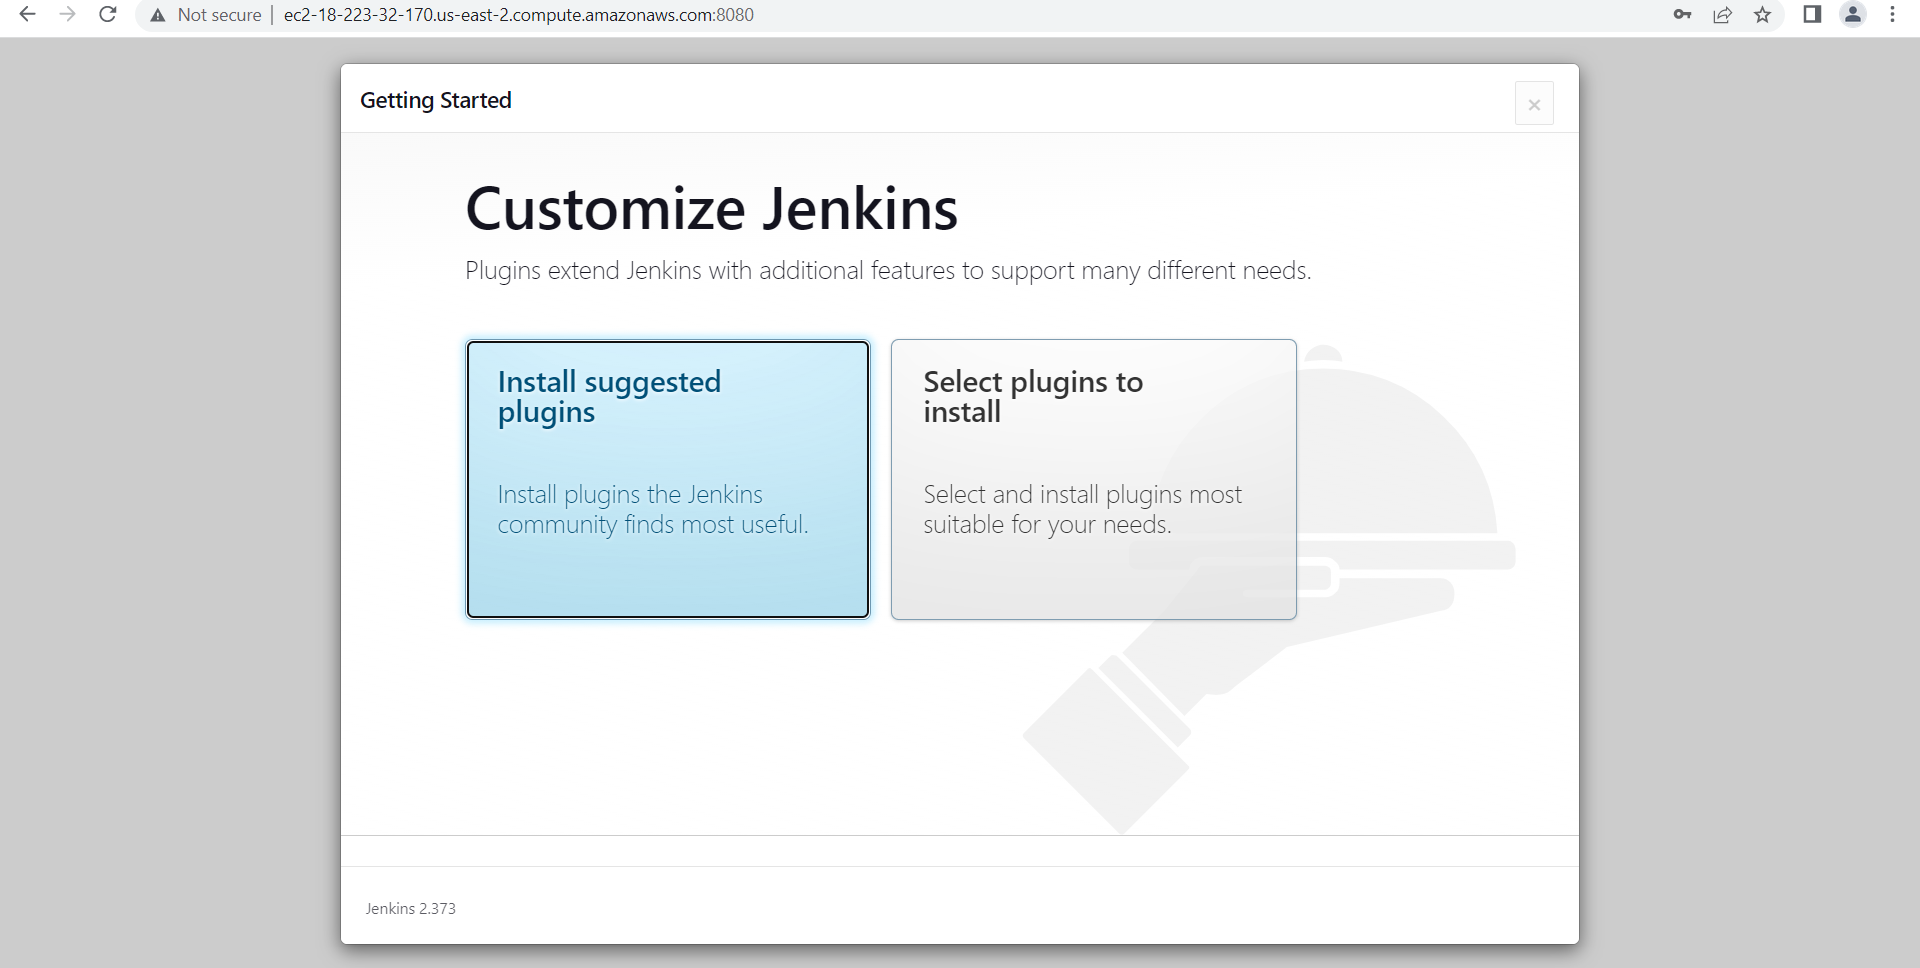 Not secure | ec2-18-223-32-170.us-east-2.compute.amazonaws.com:8080
Getting Started
×
Customize Jenkins
Plugins extend Jenkins with additional features to support many different needs.
Install suggested
plugins
Install plugins the Jenkins
community finds most useful.
Select plugins to
install
Select and install plugins most
suitable for your needs.
Jenkins 2.373